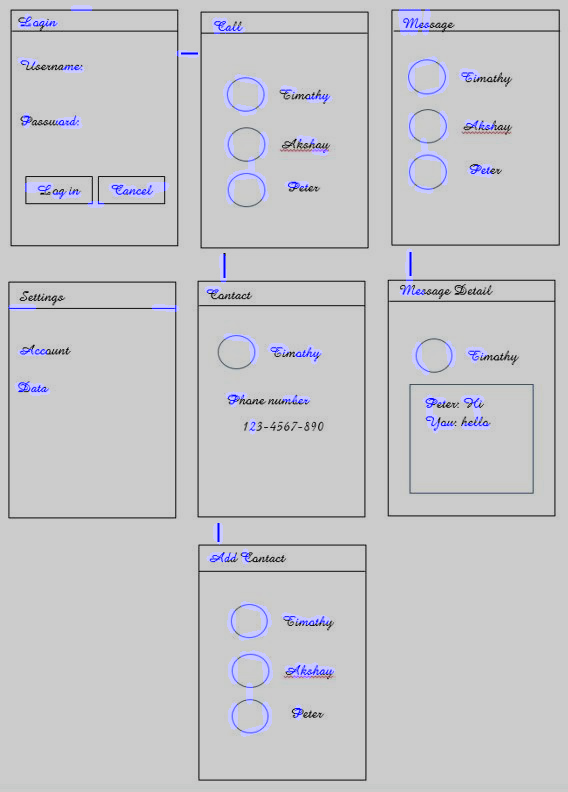 Login
Username:
Password:
Log in
Cancel
Call
Timothy
Akshay
Peter
Message
Timothy
Akshay
Peter
Settings
Account
Data
Contact
Timothy
Phone number
123-4567-890
Message Detail
Timothy
Peter: Hi
You: hello
Add Contact
Timothy
Akshay
Peter